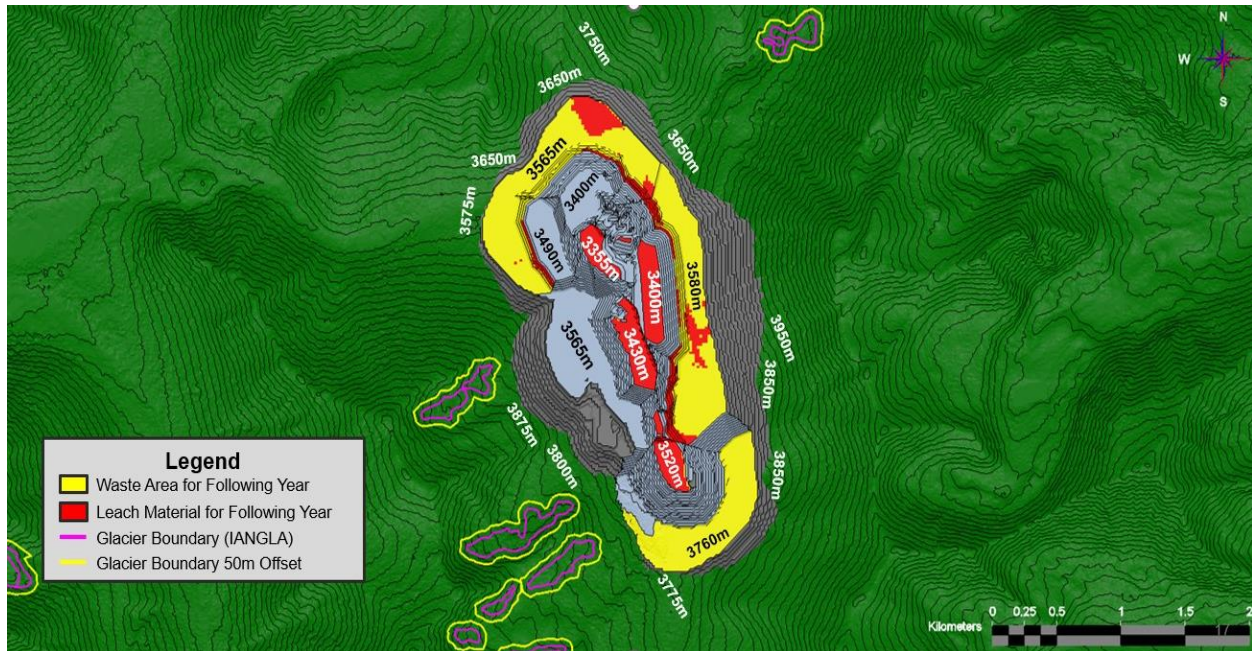 N
W
S
3750m
3650m
3650m
3565m
3650m
3575m
3400m
3490m
3355m
3400m
3580m
3565m
3430m
3950m
3850m
3875m
3800m
3520m
3850m
3760m
3775m
Legend
Waste Area for Following Year
Leach Material for Following Year
Glacier Boundary (IANGLA)
Glacier Boundary 50m Offset
0 0.25 0.5 1 1.5 2
Kilometers
17